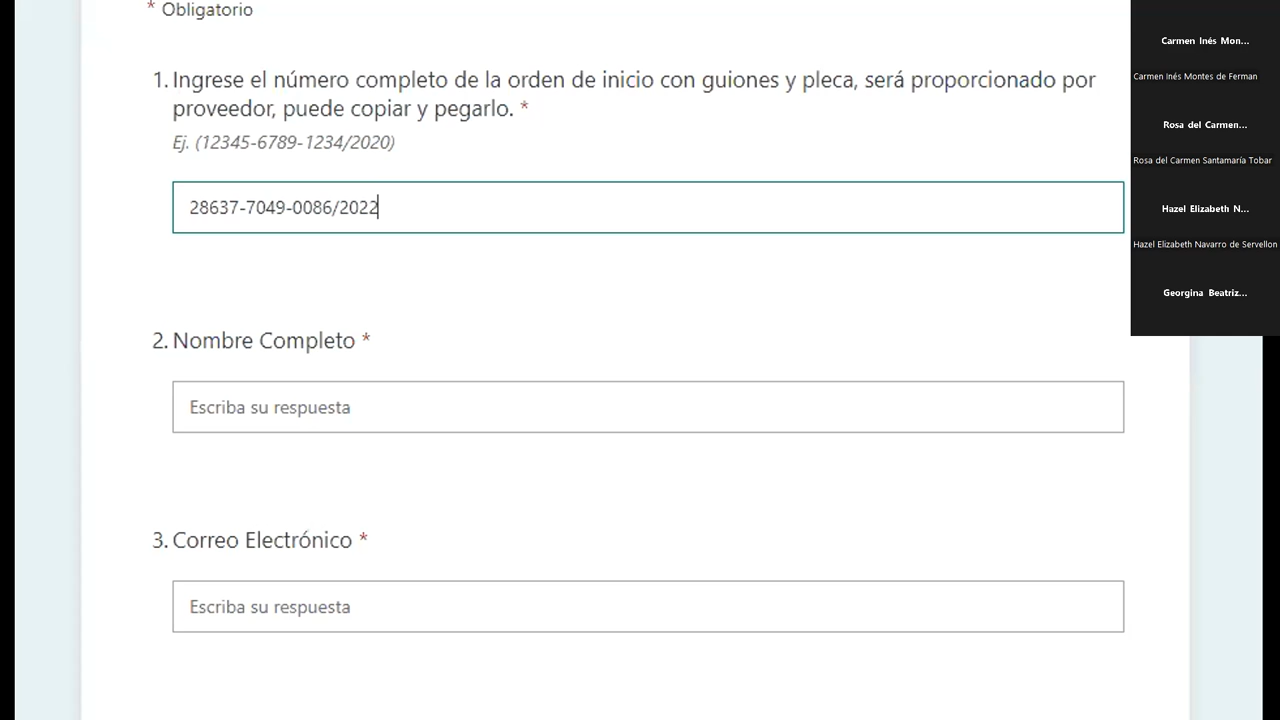 * Obligatorio
1. Ingrese el número completo de la orden de inicio con guiones y pleca, será proporcionado por
proveedor, puede copiar y pegarlo. *
Ej. (12345-6789-1234/2020)
28637-7049-0086/2022
2. Nombre Completo *
Escriba su respuesta
3. Correo Electrónico *
Escriba su respuesta
Carmen Inés Mon...
Carmen Inés Montes de Ferman
Rosa del Carmen...
Rosa del Carmen Santamaría Tobar
Hazel Elizabeth N...
Hazel Elizabeth Navarro de Servellon
Georgina Beatriz...